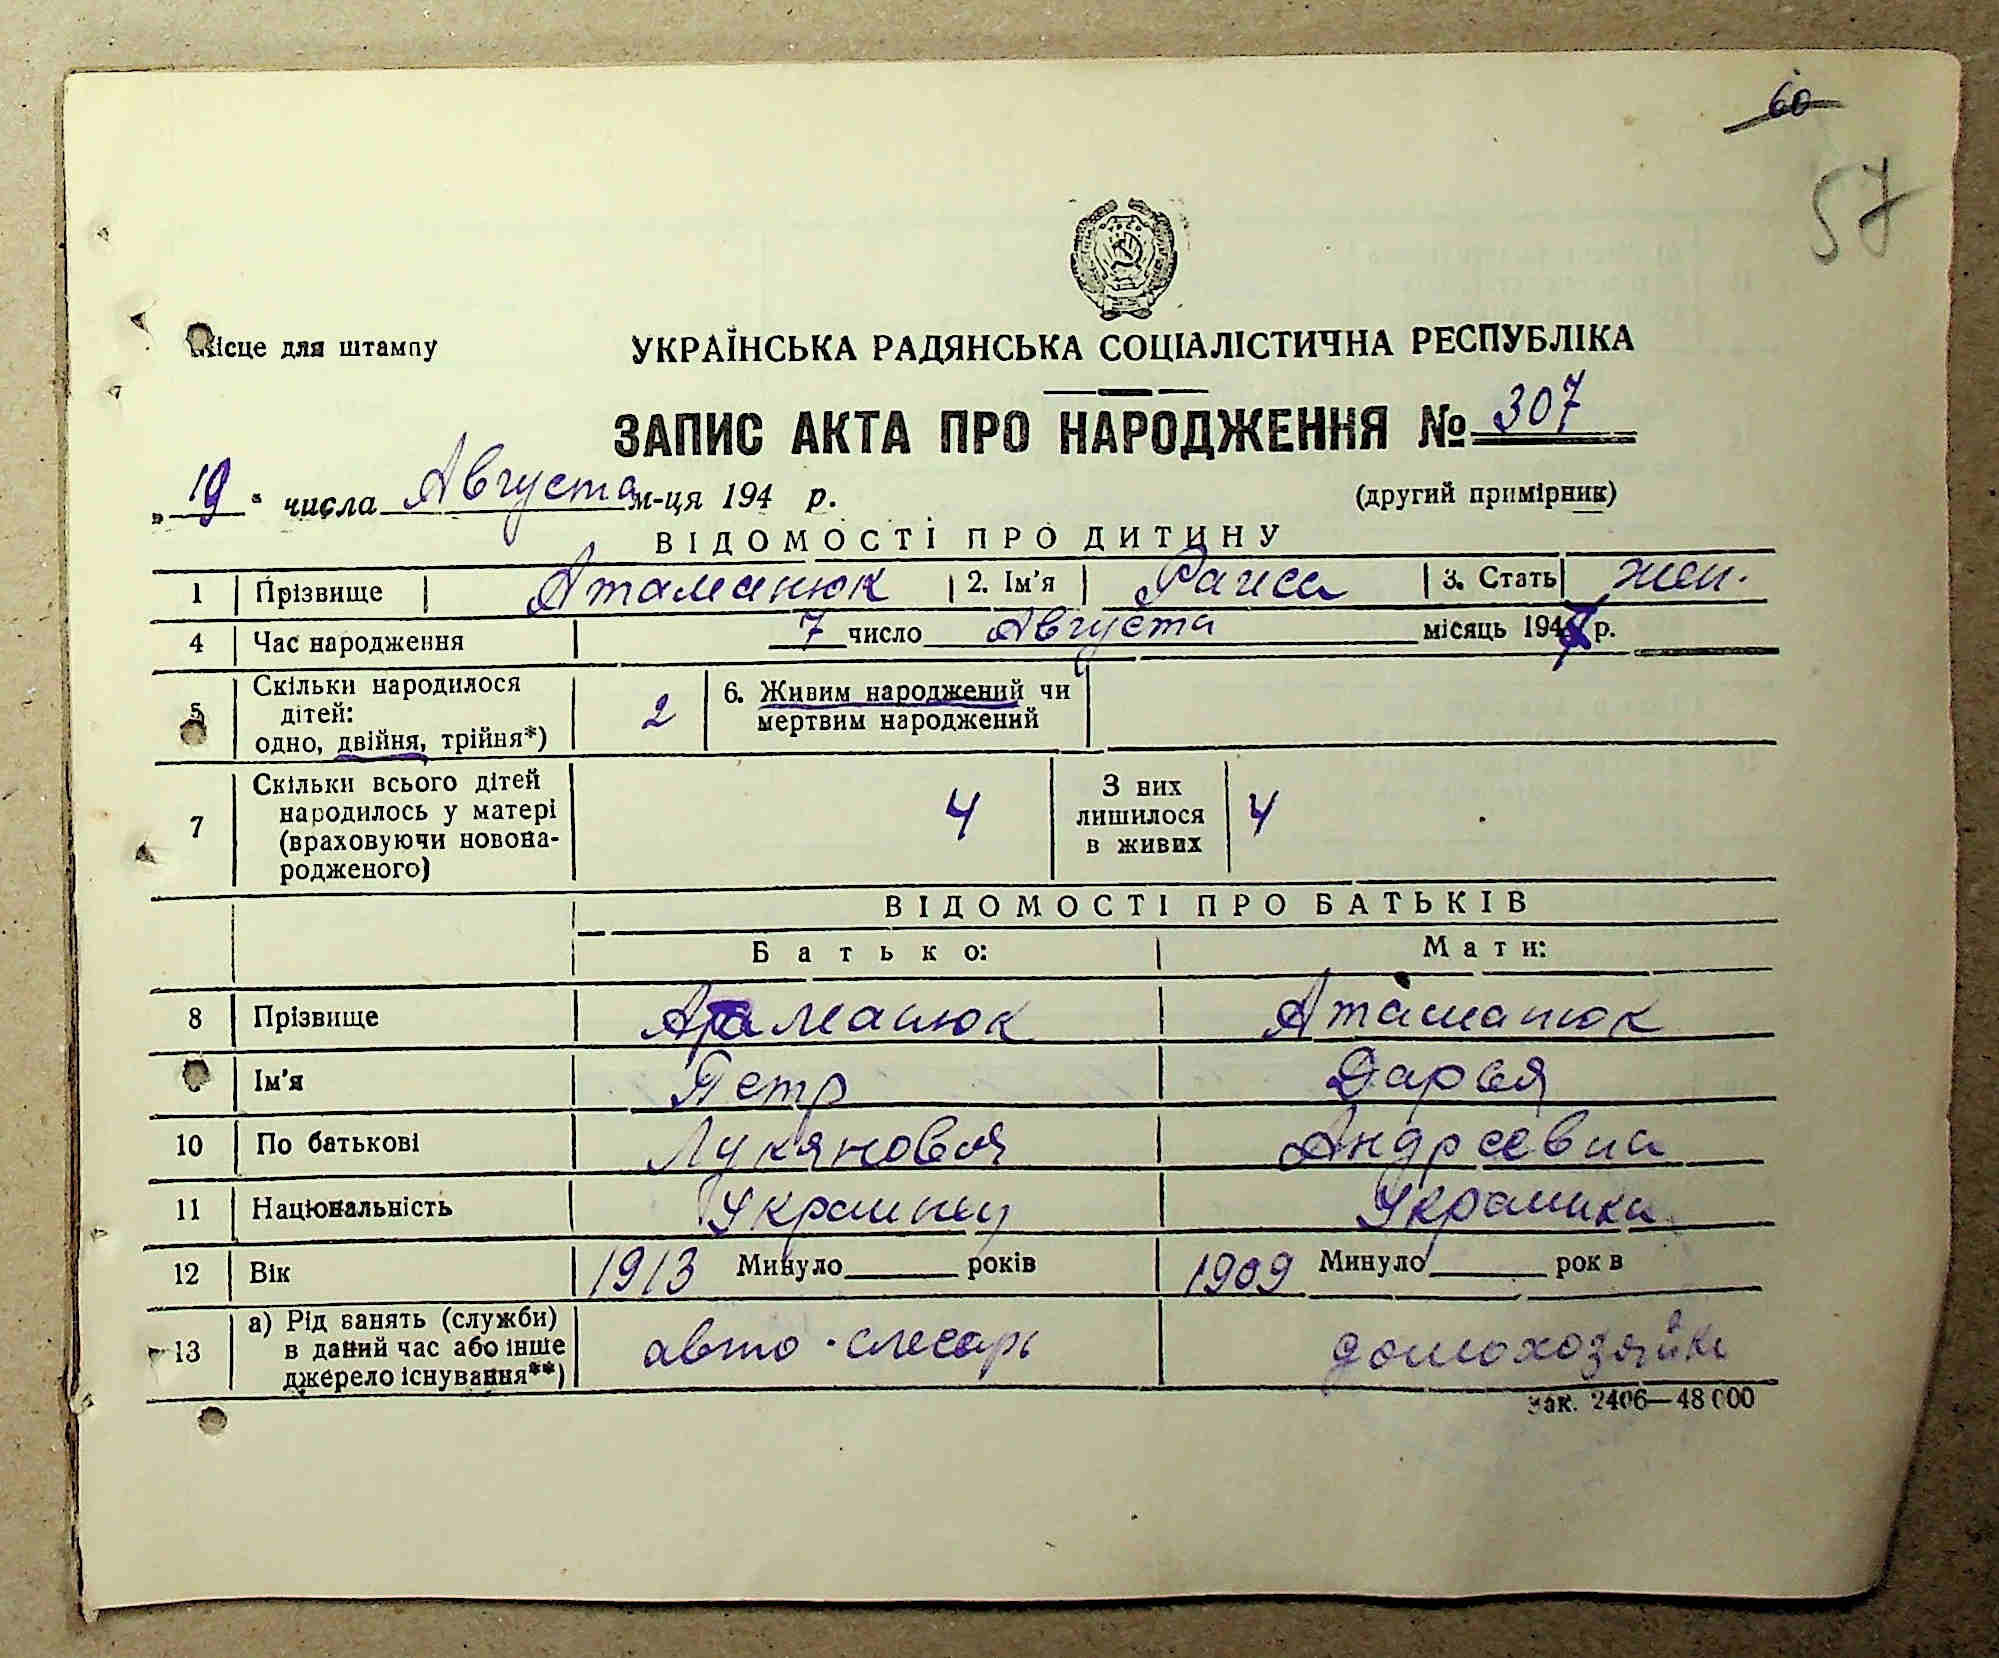 60
57
Місце для штампу
УКРАЇНСЬКА РАДЯНСЬКА СОЦІАЛІСТИЧНА РЕСПУБЛІКА
ЗАПИС АКТА ПРО НАРОДЖЕННЯ № 307
„19“ числа Августа м-ця 194 р. (другий примірник)
ВІДОМОСТІ ПРО ДИТИНУ
1 Прізвище Атаманюк 2. Ім'я Раиса 3. Стать жен.
4 Час народження 7 число Августа місяць 1947 р.
5 Скільки народилося дітей: одно, двійня, трійня*) 2 6. Живим народжений чи мертвим народжений
7 Скільки всього дітей народилось у матері (враховуючи новонародженого) 4 З них лишилося в живих 4
ВІДОМОСТІ ПРО БАТЬКІВ
Батько: Мати:
8 Прізвище Атаманюк Атаманюк
Ім'я Петр Дарья
10 По батькові Лукянович Андреевна
11 Національність Украинец Украинка
12 Вік 1913 Минуло років 1909 Минуло рок в
13 а) Рід занять (служби) в даний час або інше джерело існування**) авто-слесарь домохозяйка
Зак. 2406—48 000